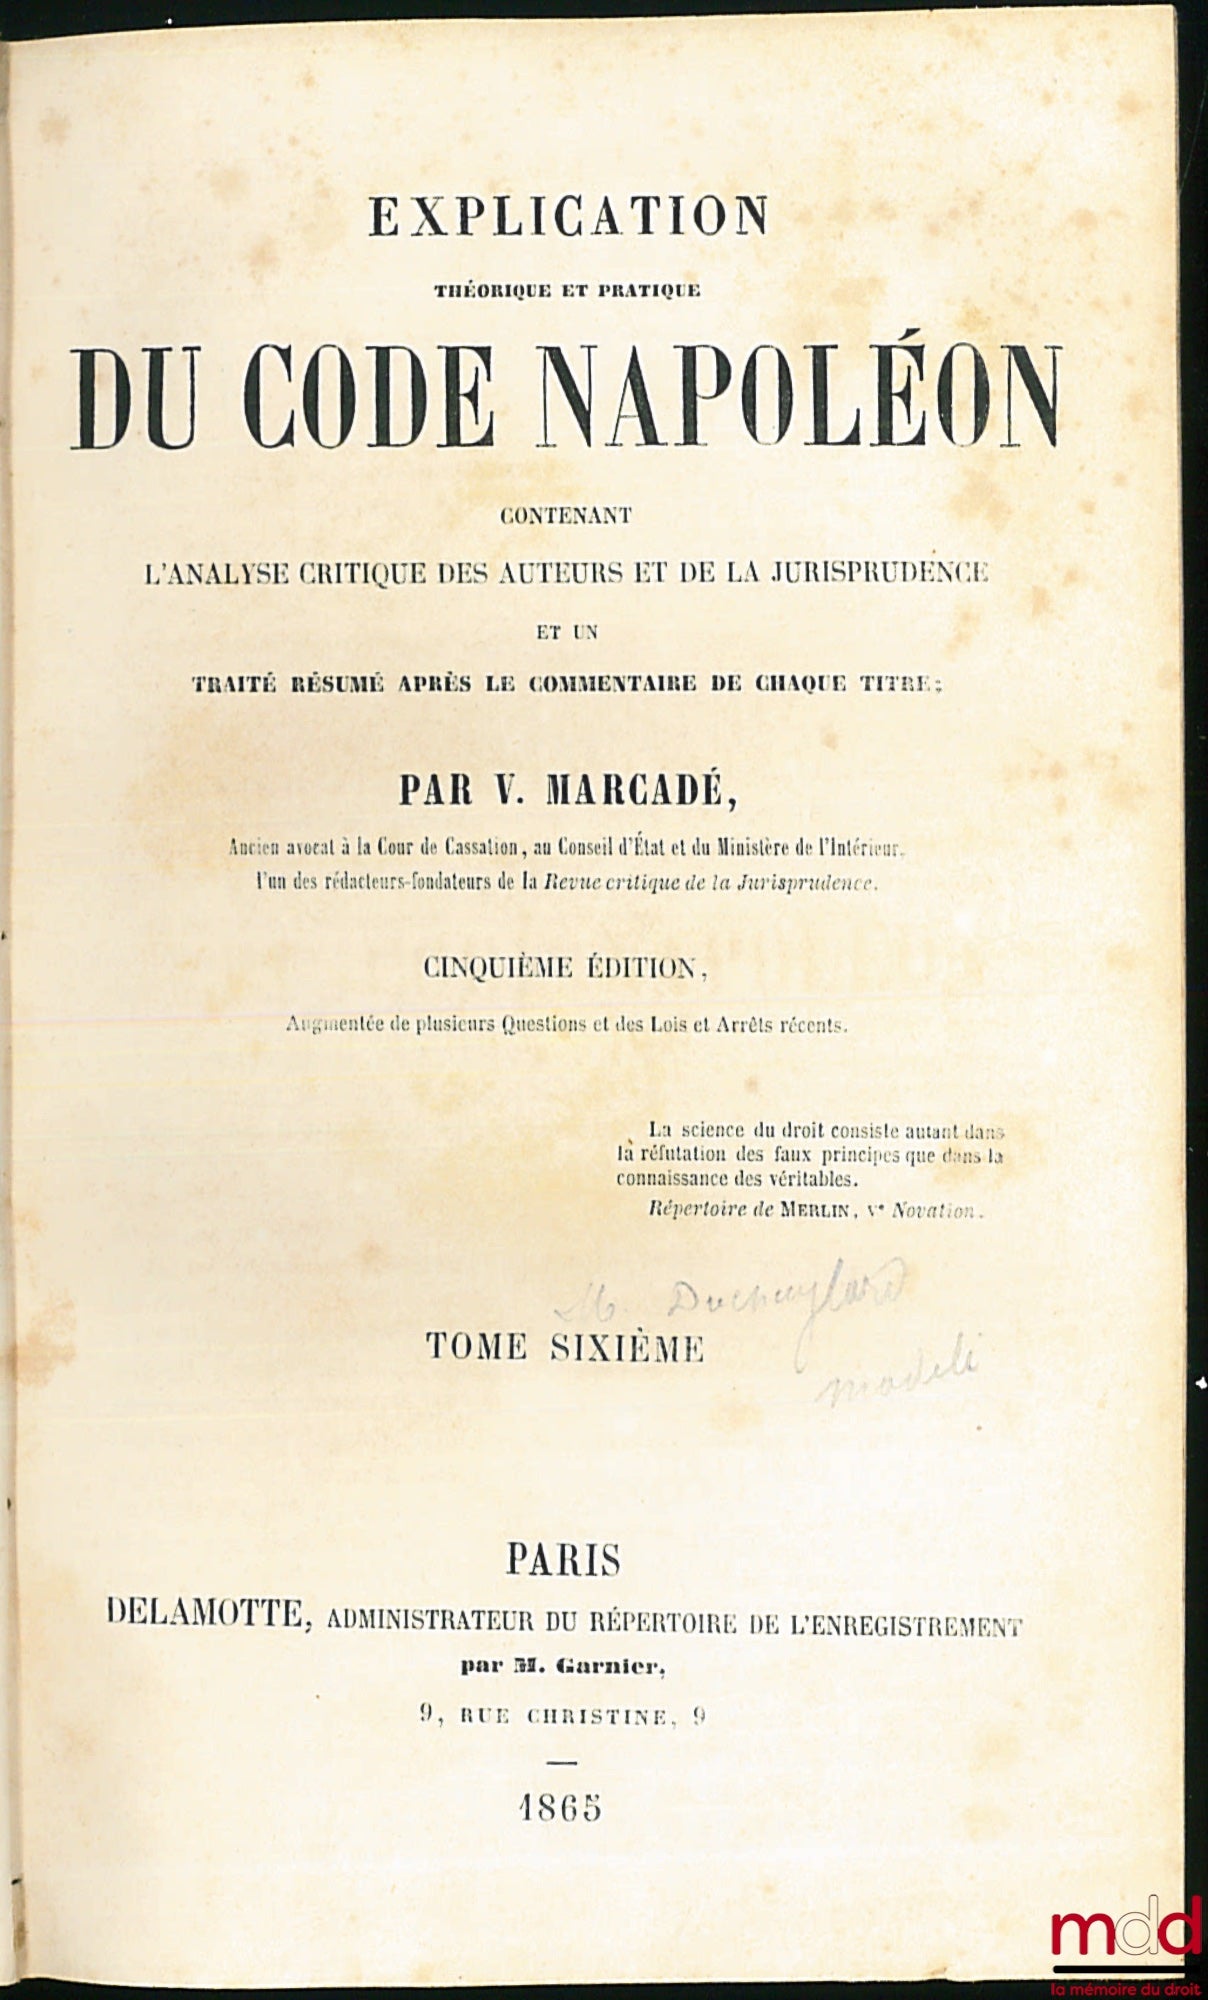 EXPLICATION
THÉORIQUE ET PRATIQUE
DU CODE NAPOLÉON
CONTENANT
L'ANALYSE CRITIQUE DES AUTEURS ET DE LA JURISPRUDENCE
ET UN
TRAITÉ RÉSUMÉ APRÈS LE COMMENTAIRE DE CHAQUE TITRE;
PAR V. MARCADÉ,
Ancien avocat à la Cour de Cassation, au Conseil d'État et du Ministère de l'Intérieur,
l'un des rédacteurs-fondateurs de la Revue critique de la Jurisprudence.
CINQUIÈME ÉDITION,
Augmentée de plusieurs Questions et des Lois et Arrêts récents.
La science du droit consiste autant dans
la réfutation des faux principes que dans la
connaissance des véritables.
Répertoire de MERLIN, v° Novation.
TOME SIXIÈME
PARIS
DELAMOTTE, ADMINISTRATEUR DU RÉPERTOIRE DE L'ENREGISTREMENT
par M. Garnier,
9, RUE CHRISTINE, 9
1865
mdd
la mémoire du droit